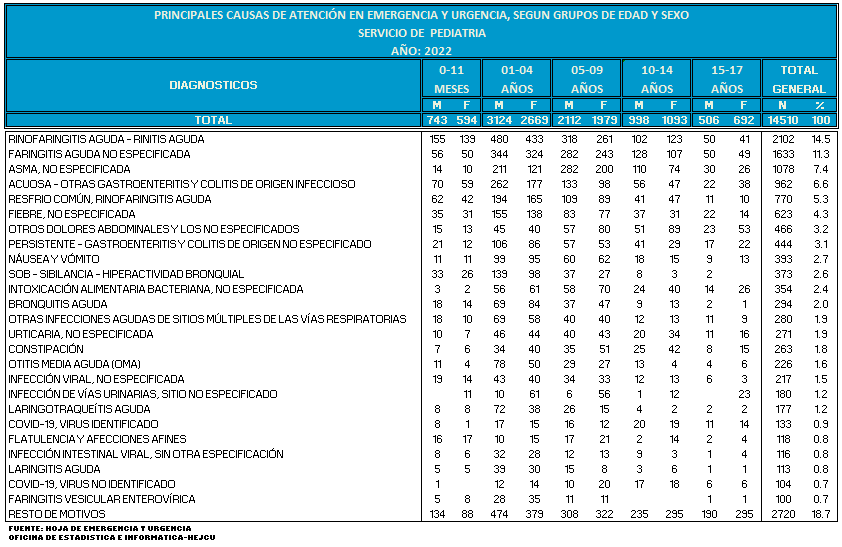 PRINCIPALES CAUSAS DE ATENCIÓN EN EMERGENCIA Y URGENCIA, SEGUN GRUPOS DE EDAD Y SEXO
SERVICIO DE PEDIATRIA
AÑO: 2022
DIAGNOSTICOS 0-11 MESES 01-04 AÑOS 05-09 AÑOS 10-14 AÑOS 15-17 AÑOS TOTAL GENERAL
M F M F M F M F M F N %
TOTAL 743 594 3124 2669 2112 1979 998 1093 506 692 14510 100
RINOFARINGITIS AGUDA - RINITIS AGUDA 155 139 480 433 318 261 102 123 50 41 2102 14.5
FARINGITIS AGUDA NO ESPECIFICADA 56 50 344 324 282 243 128 107 50 49 1633 11.3
ASMA, NO ESPECIFICADA 14 10 211 121 282 200 110 74 30 26 1078 7.4
ACUOSA - OTRAS GASTROENTERITIS Y COLITIS DE ORIGEN INFECCIOSO 70 59 262 177 133 98 56 47 22 38 962 6.6
RESFRIO COMÚN, RINOFARINGITIS AGUDA 62 42 194 165 109 89 41 47 11 10 770 5.3
FIEBRE, NO ESPECIFICADA 35 31 155 138 83 77 37 31 22 14 623 4.3
OTROS DOLORES ABDOMINALES Y LOS NO ESPECIFICADOS 15 13 45 40 57 80 51 89 23 53 466 3.2
PERSISTENTE - GASTROENTERITIS Y COLITIS DE ORIGEN NO ESPECIFICADO 21 12 106 86 57 53 41 29 17 22 444 3.1
NÁUSEA Y VÓMITO 11 11 99 95 60 62 18 15 9 13 393 2.7
SOB - SIBILANCIA - HIPERACTIVIDAD BRONQUIAL 33 26 139 98 37 27 8 3 2 373 2.6
INTOXICACIÓN ALIMENTARIA BACTERIANA, NO ESPECIFICADA 3 2 56 61 58 70 24 40 14 26 354 2.4
BRONQUITIS AGUDA 18 14 69 84 37 47 9 13 2 1 294 2.0
OTRAS INFECCIONES AGUDAS DE SITIOS MÚLTIPLES DE LAS VÍAS RESPIRATORIAS 18 10 69 58 40 40 12 13 11 9 280 1.9
URTICARIA, NO ESPECIFICADA 10 7 46 44 40 43 20 34 11 16 271 1.9
CONSTIPACIÓN 7 6 34 40 35 51 25 42 8 15 263 1.8
OTITIS MEDIA AGUDA (OMA) 11 4 78 50 29 27 13 4 4 6 226 1.6
INFECCIÓN VIRAL, NO ESPECIFICADA 19 14 43 40 34 33 12 13 6 3 217 1.5
INFECCIÓN DE VÍAS URINARIAS, SITIO NO ESPECIFICADO 11 10 61 6 56 1 12 23 180 1.2
LARINGOTRAQUEÍTIS AGUDA 8 8 72 38 26 15 4 2 2 2 177 1.2
COVID-19, VIRUS IDENTIFICADO 8 1 17 15 16 12 20 19 11 14 133 0.9
FLATULENCIA Y AFECCIONES AFINES 16 17 10 15 17 21 2 14 2 4 118 0.8
INFECCIÓN INTESTINAL VIRAL, SIN OTRA ESPECIFICACIÓN 8 6 32 28 12 13 9 3 1 4 116 0.8
LARINGITIS AGUDA 5 5 39 30 15 8 3 6 1 1 113 0.8
COVID-19, VIRUS NO IDENTIFICADO 1 12 14 10 20 17 18 6 6 104 0.7
FARINGITIS VESICULAR ENTEROVÍRICA 5 8 28 35 11 11 1 1 100 0.7
RESTO DE MOTIVOS 134 88 474 379 308 322 235 295 190 295 2720 18.7
FUENTE: HOJA DE EMERGENCIA Y URGENCIA
OFICINA DE ESTADISTICA E INFORMATICA-HEJCU